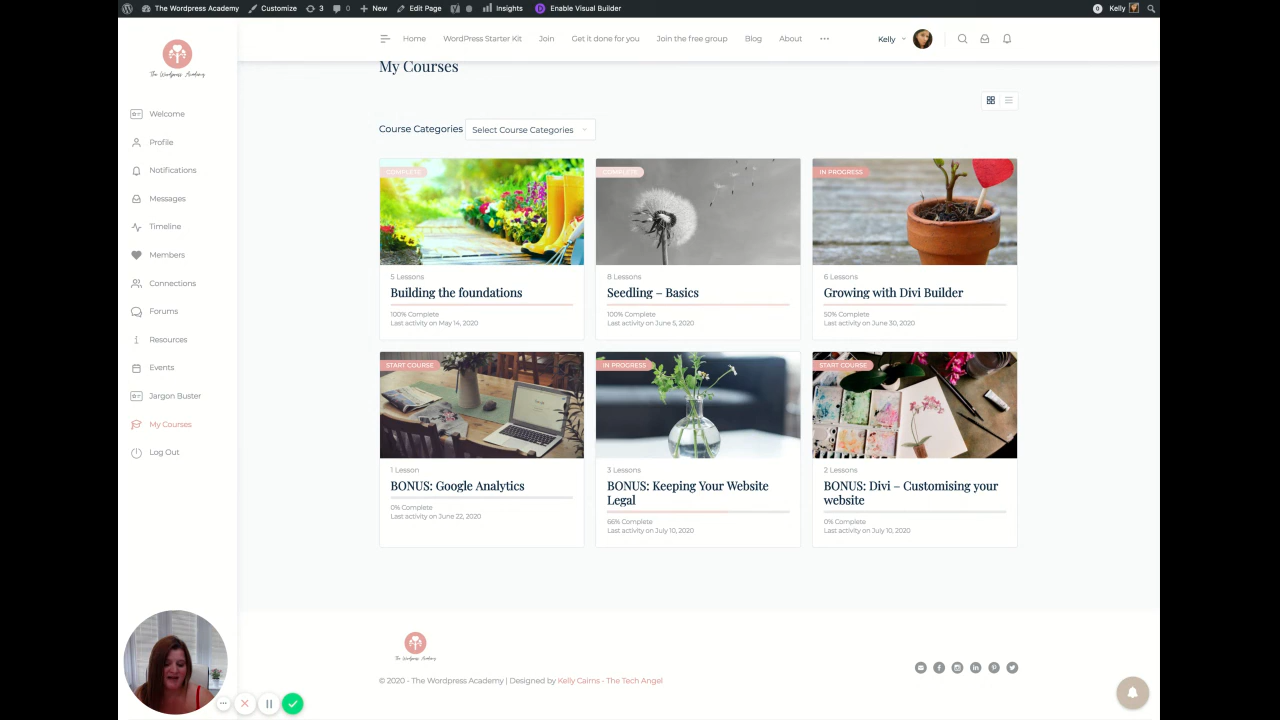 The WordPress Academy
Customize
3
0
New
Edit Page
Insights
Enable Visual Builder
0
Kelly
The Wordpress Academy
Home
WordPress Starter Kit
Join
Get it done for you
Join the free group
Blog
About
Kelly
Welcome
Profile
Notifications
Messages
Timeline
Members
Connections
Forums
Resources
Events
Jargon Buster
My Courses
Log Out
My Courses
Course Categories
Select Course Categories
COMPLETE
5 Lessons
Building the foundations
100% Complete
Last activity on May 14, 2020
COMPLETE
8 Lessons
Seedling – Basics
100% Complete
Last activity on June 5, 2020
IN PROGRESS
6 Lessons
Growing with Divi Builder
50% Complete
Last activity on June 30, 2020
START COURSE
1 Lesson
BONUS: Google Analytics
0% Complete
Last activity on June 22, 2020
IN PROGRESS
3 Lessons
BONUS: Keeping Your Website
Legal
66% Complete
Last activity on July 10, 2020
START COURSE
2 Lessons
BONUS: Divi – Customising your
website
0% Complete
Last activity on July 10, 2020
The Wordpress Academy
© 2020 - The Wordpress Academy | Designed by Kelly Cairns - The Tech Angel